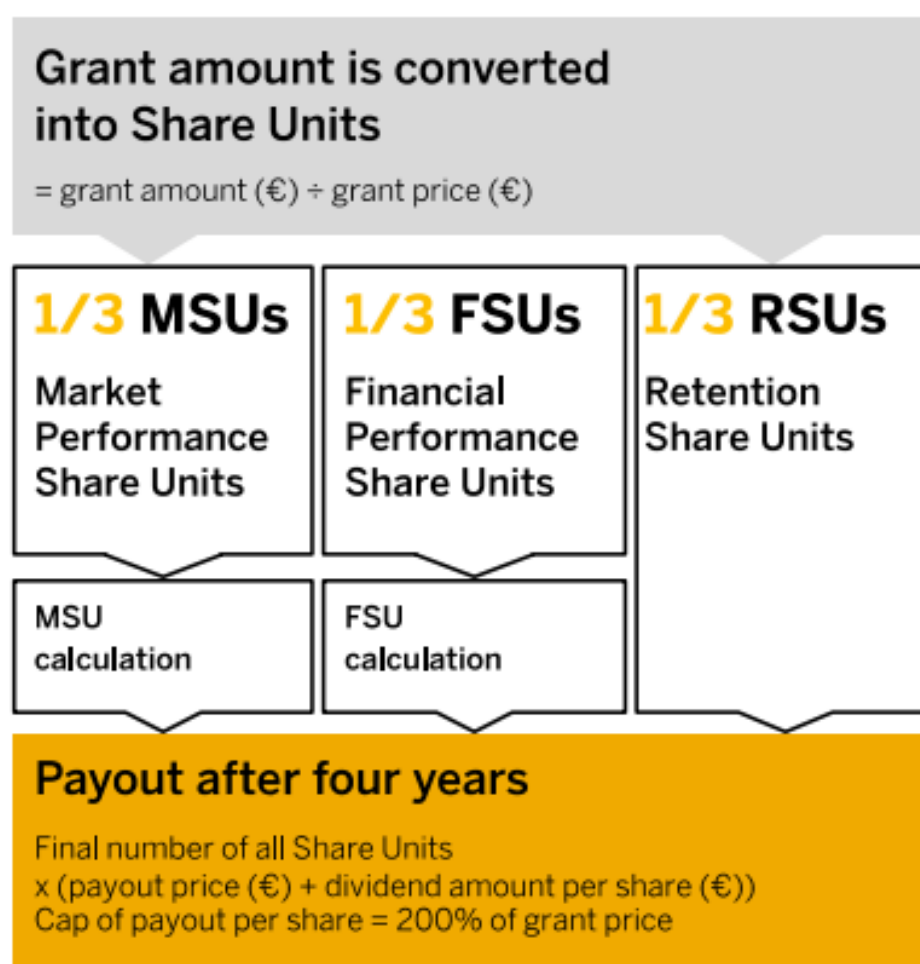 Grant amount is converted
into Share Units
= grant amount (€) ÷ grant price (€)
1/3 MSUs
Market
Performance
Share Units
1/3 FSUs
Financial
Performance
Share Units
1/3 RSUs
Retention
Share Units
MSU
calculation
FSU
calculation
Payout after four years
Final number of all Share Units
x (payout price (€) + dividend amount per share (€))
Cap of payout per share = 200% of grant price